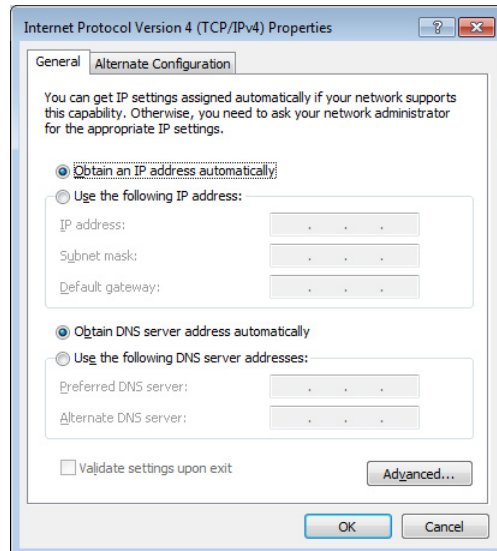 Internet Protocol Version 4 (TCP/IPv4) Properties
General
Alternate Configuration
You can get IP settings assigned automatically if your network supports
this capability. Otherwise, you need to ask your network administrator
for the appropriate IP settings.
Obtain an IP address automatically
Use the following IP address:
IP address:
Subnet mask:
Default gateway:
Obtain DNS server address automatically
Use the following DNS server addresses:
Preferred DNS server:
Alternate DNS server:
Validate settings upon exit
Advanced...
OK
Cancel